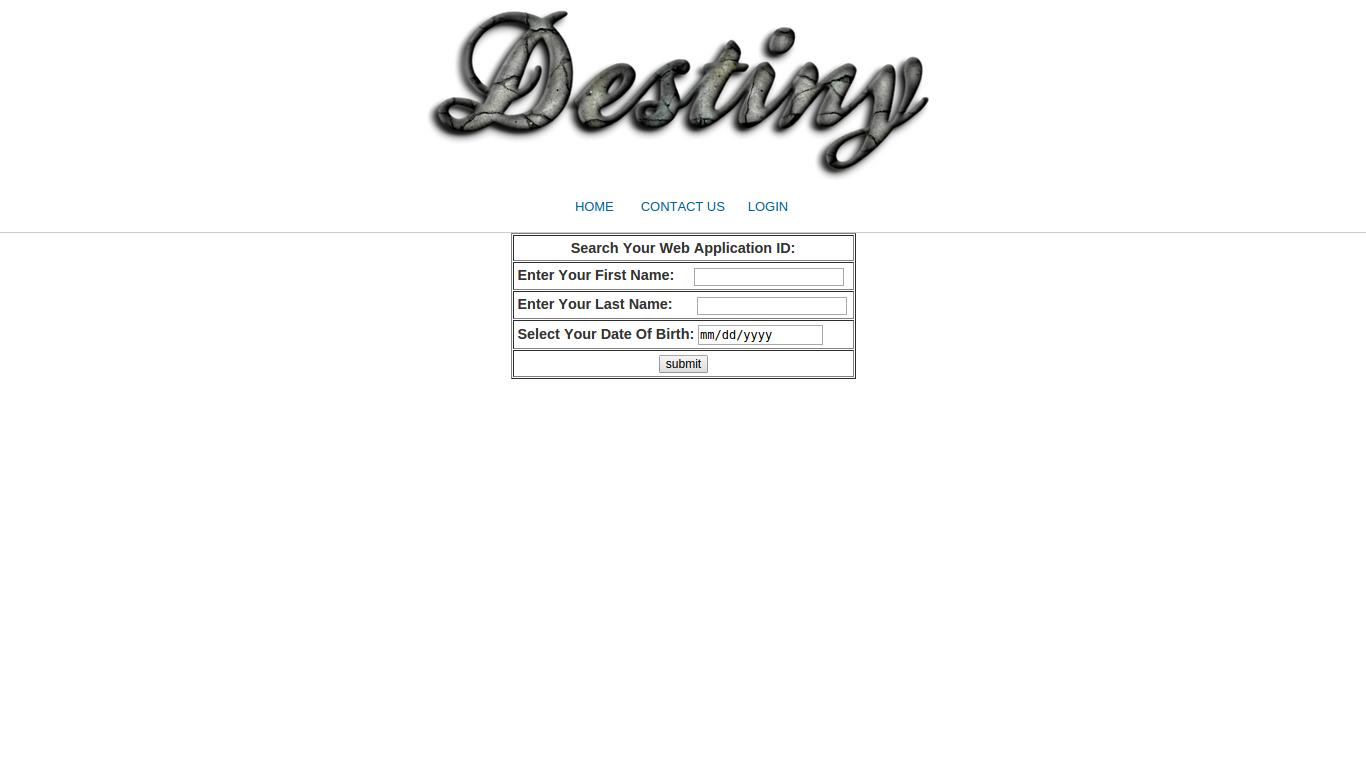 Destiny
HOME CONTACT US LOGIN
Search Your Web Application ID:
Enter Your First Name:
Enter Your Last Name:
Select Your Date Of Birth: mm/dd/yyyy
submit